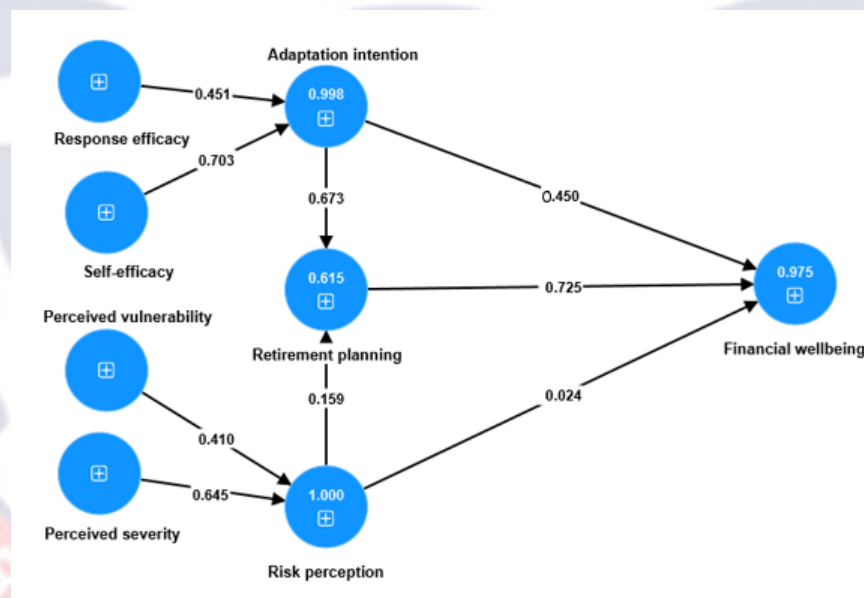 Adaptation intention
0.998
0.451
Response efficacy
0.703
0.673
0.450
Self-efficacy
0.615
0.725
0.975
Perceived vulnerability
Retirement planning
Financial wellbeing
0.159
0.024
0.410
0.645
1.000
Perceived severity
Risk perception